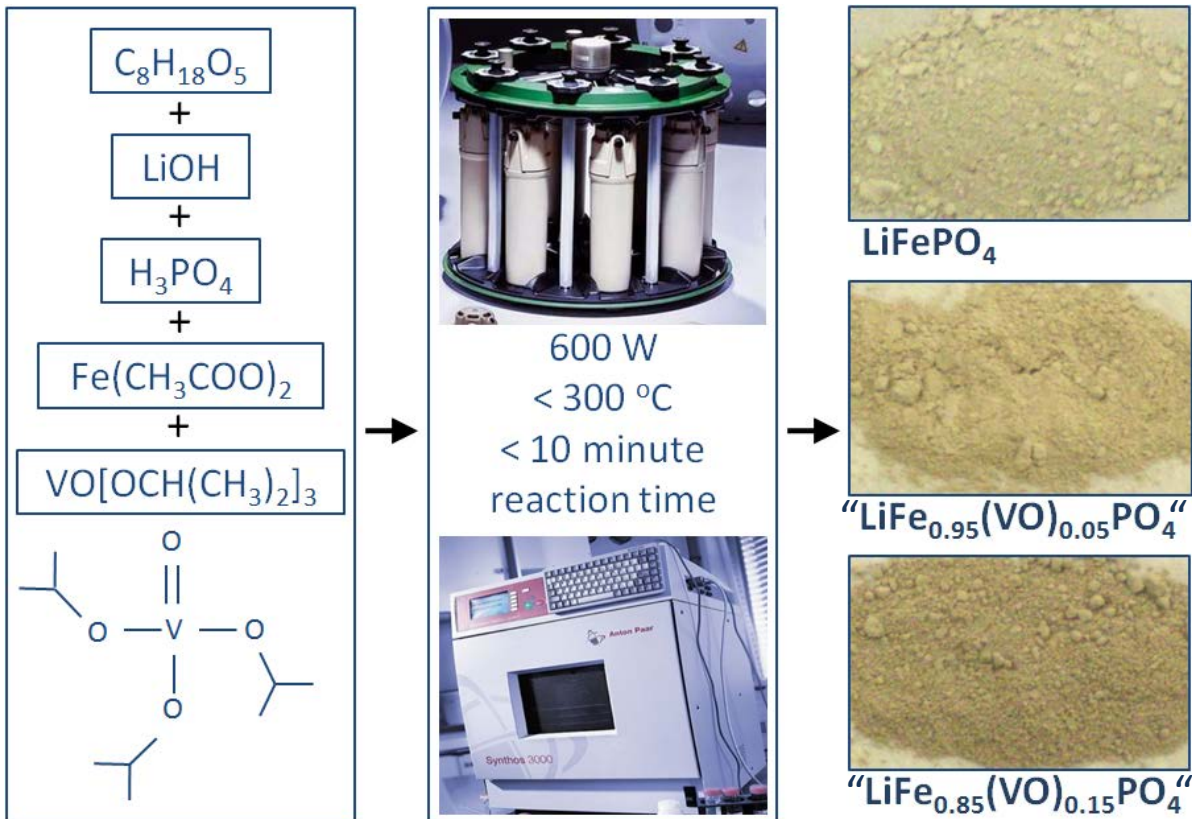 C₈H₁₈O₅
+
LiOH
+
H₃PO₄
+
Fe(CH₃COO)₂
+
VO[OCH(CH₃)₂]₃
O
O
V
O
O
600 W
< 300 °C
< 10 minute
reaction time
Anton Paar
Synthos 3000
LiFePO₄
“LiFe₀.₉₅(VO)₀.₀₅PO₄“
“LiFe₀.₈₅(VO)₀.₁₅PO₄“